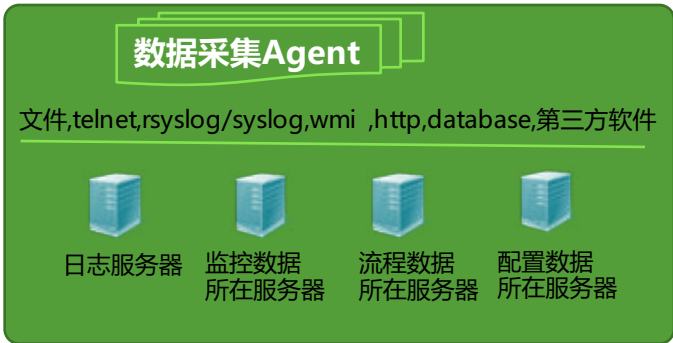 数据采集Agent
文件,telnet,rsyslog/syslog,wmi ,http,database,第三方软件
日志服务器
监控数据
所在服务器
流程数据
所在服务器
配置数据
所在服务器